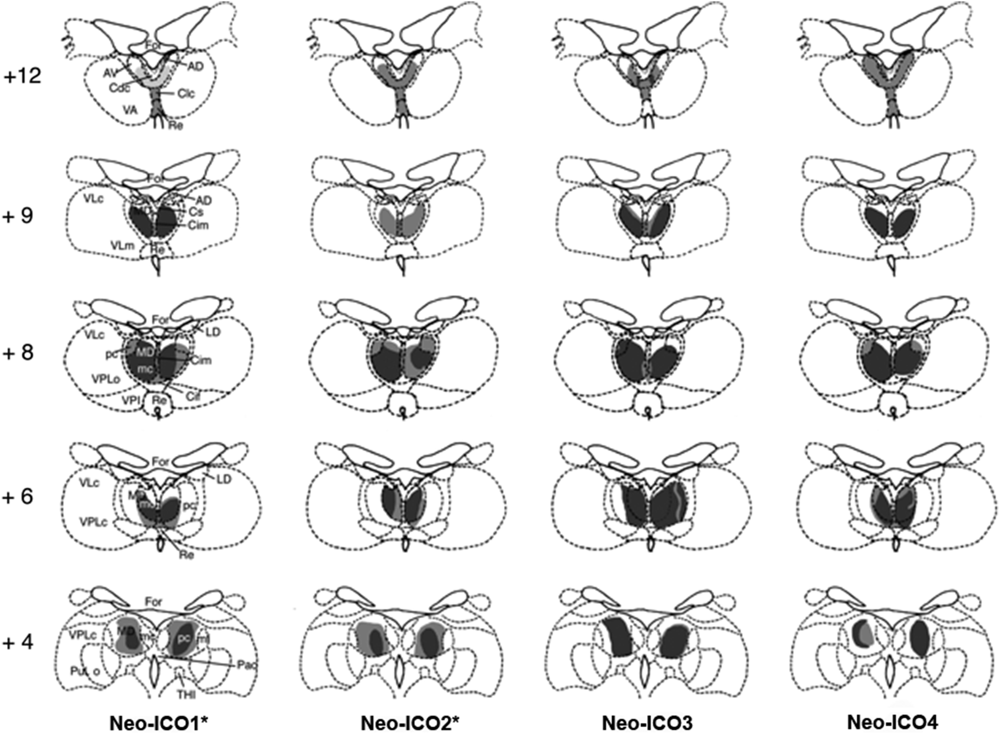 +12
For
AV
AD
Cdc
Clc
VA
Re
+ 9
For
VLc
AD
MD
Cs
Cim
VLm
Re
+ 8
For
VLc
LD
pc
MD
Cim
mc
VPLo
Cif
VPI
Re
+ 6
For
VLc
LD
MD
mc
pc
VPLc
Re
+ 4
For
MD
VPLc
mc
pc
ml
Pac
Pul o
THI
Neo-ICO1* Neo-ICO2* Neo-ICO3 Neo-ICO4